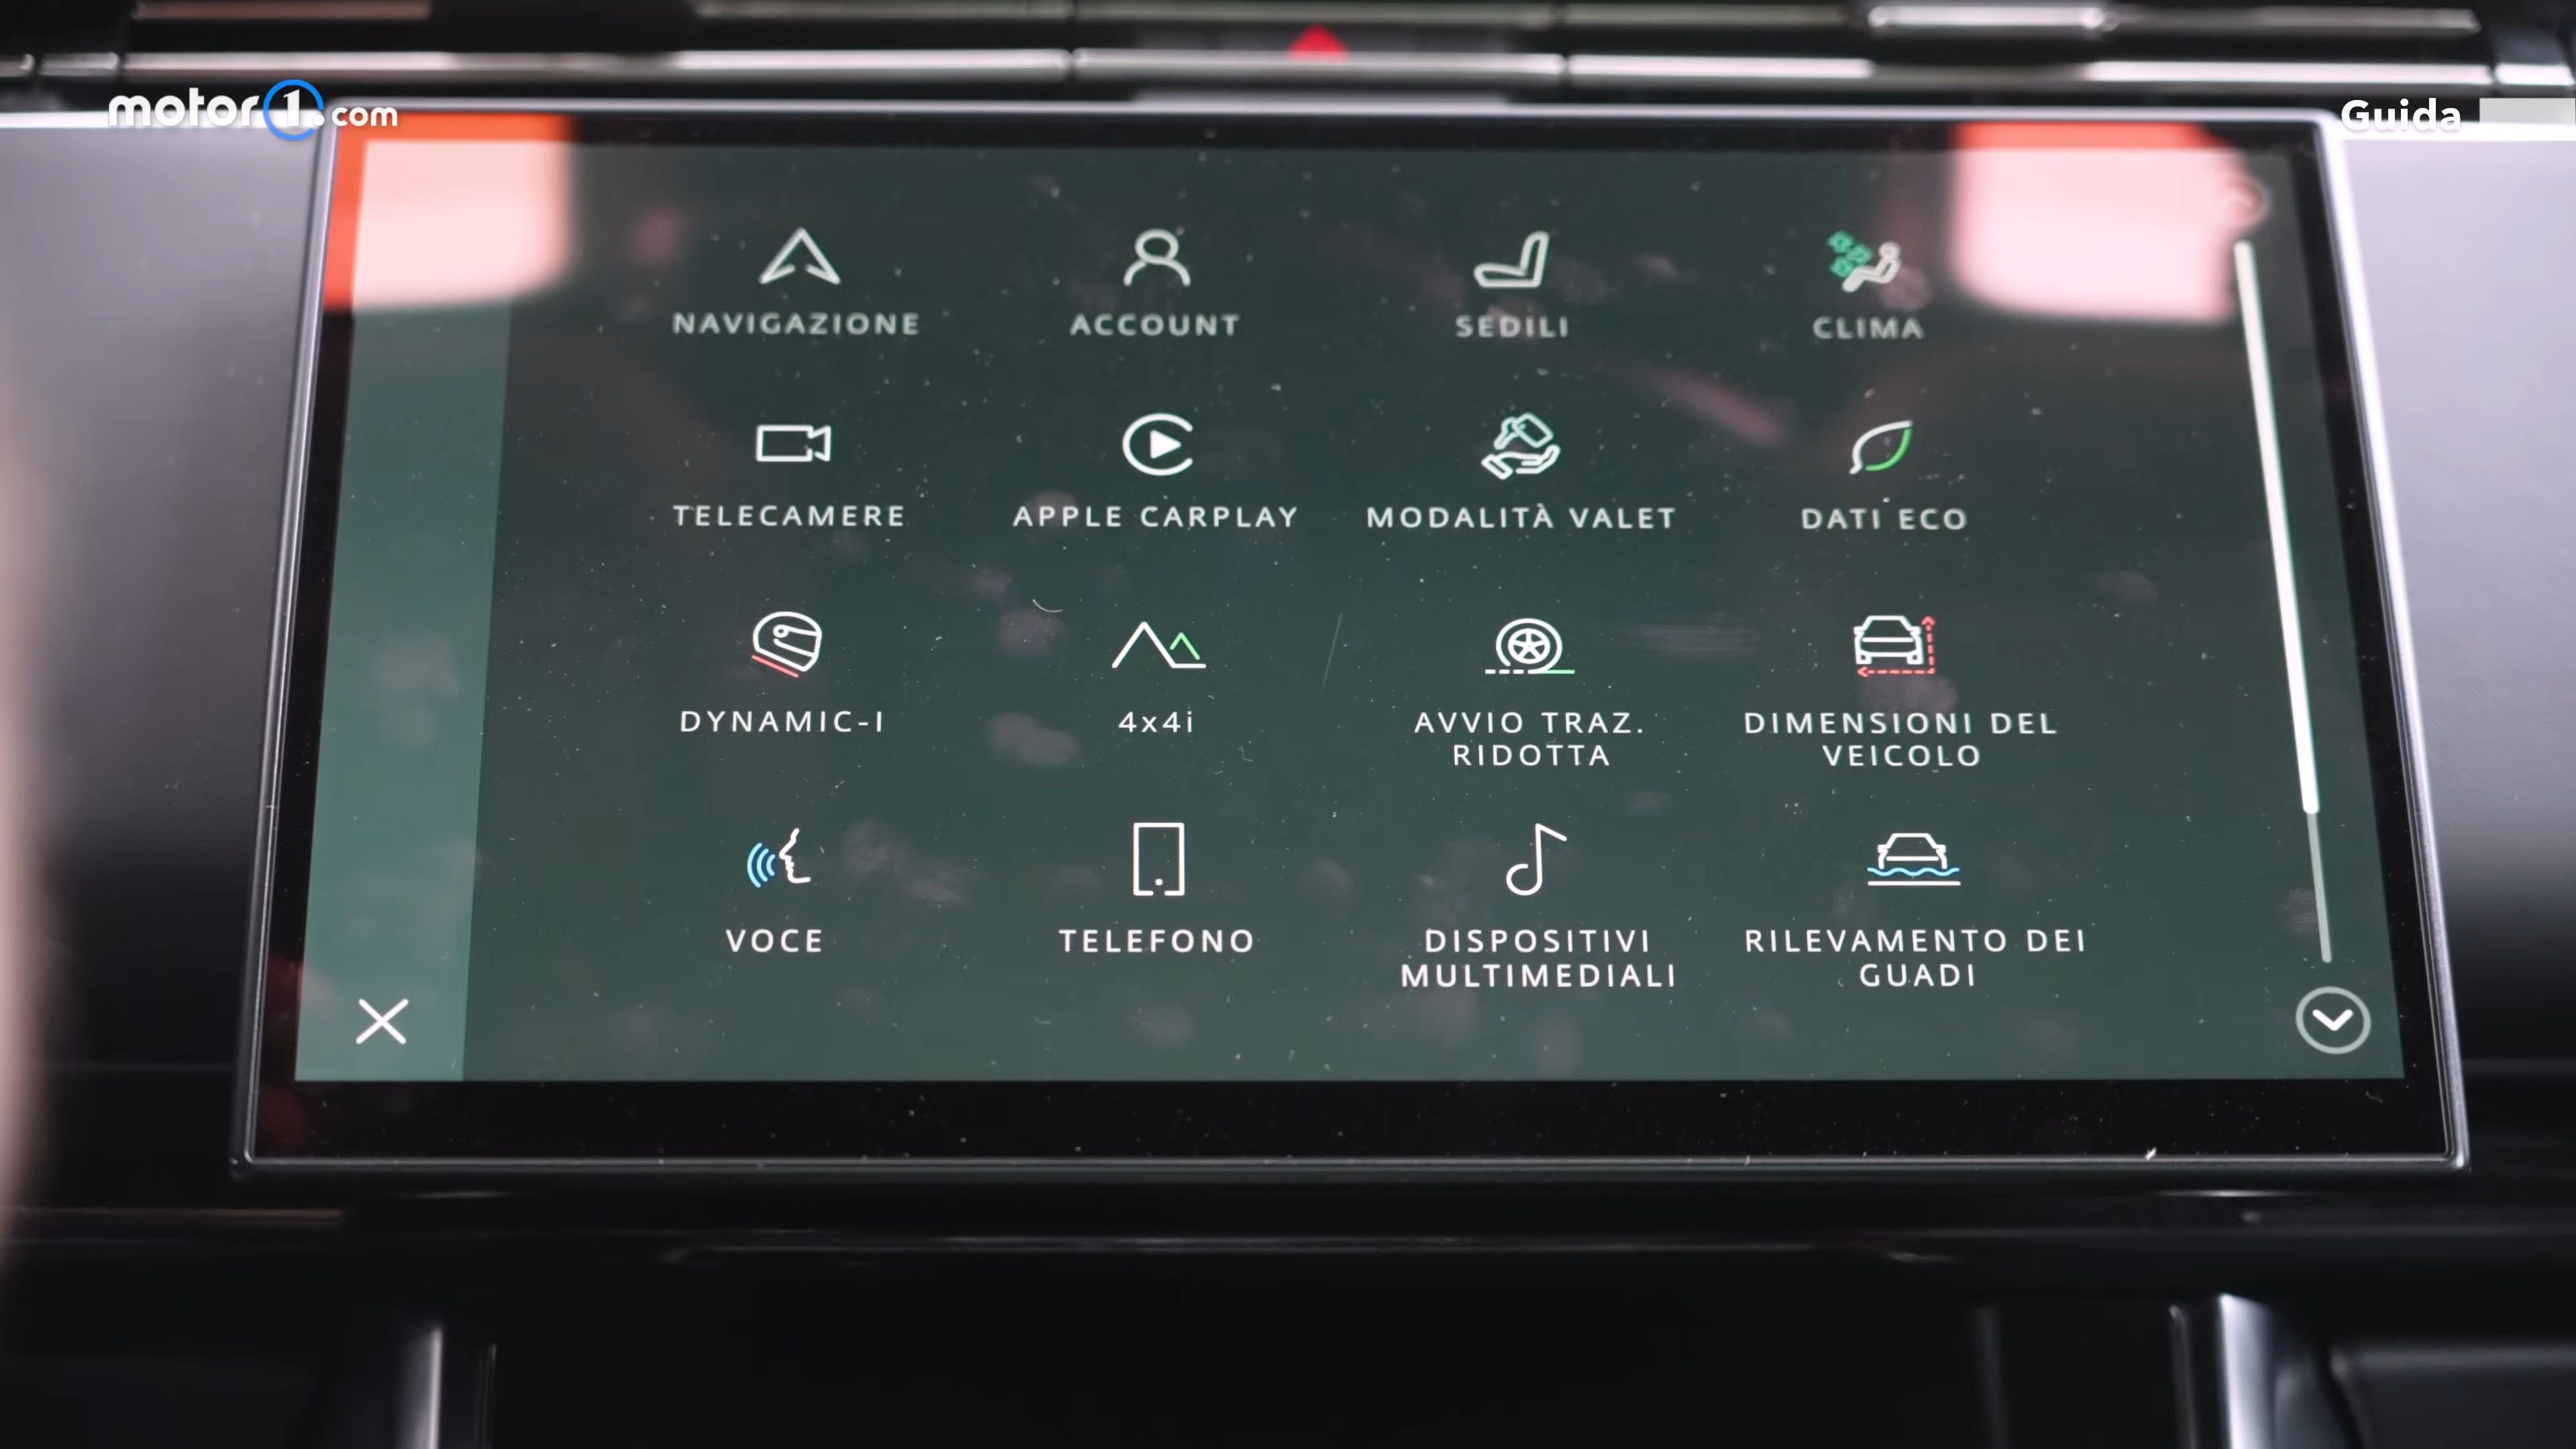 motor1.com
Guida
NAVIGAZIONE
ACCOUNT
SEDILI
CLIMA
TELECAMERE
APPLE CARPLAY
MODALITÀ VALET
DATI ECO
DYNAMIC-I
4x4i
AVVIO TRAZ.
RIDOTTA
DIMENSIONI DEL
VEICOLO
VOCE
TELEFONO
DISPOSITIVI
MULTIMEDIALI
RILEVAMENTO DEI
GUADI